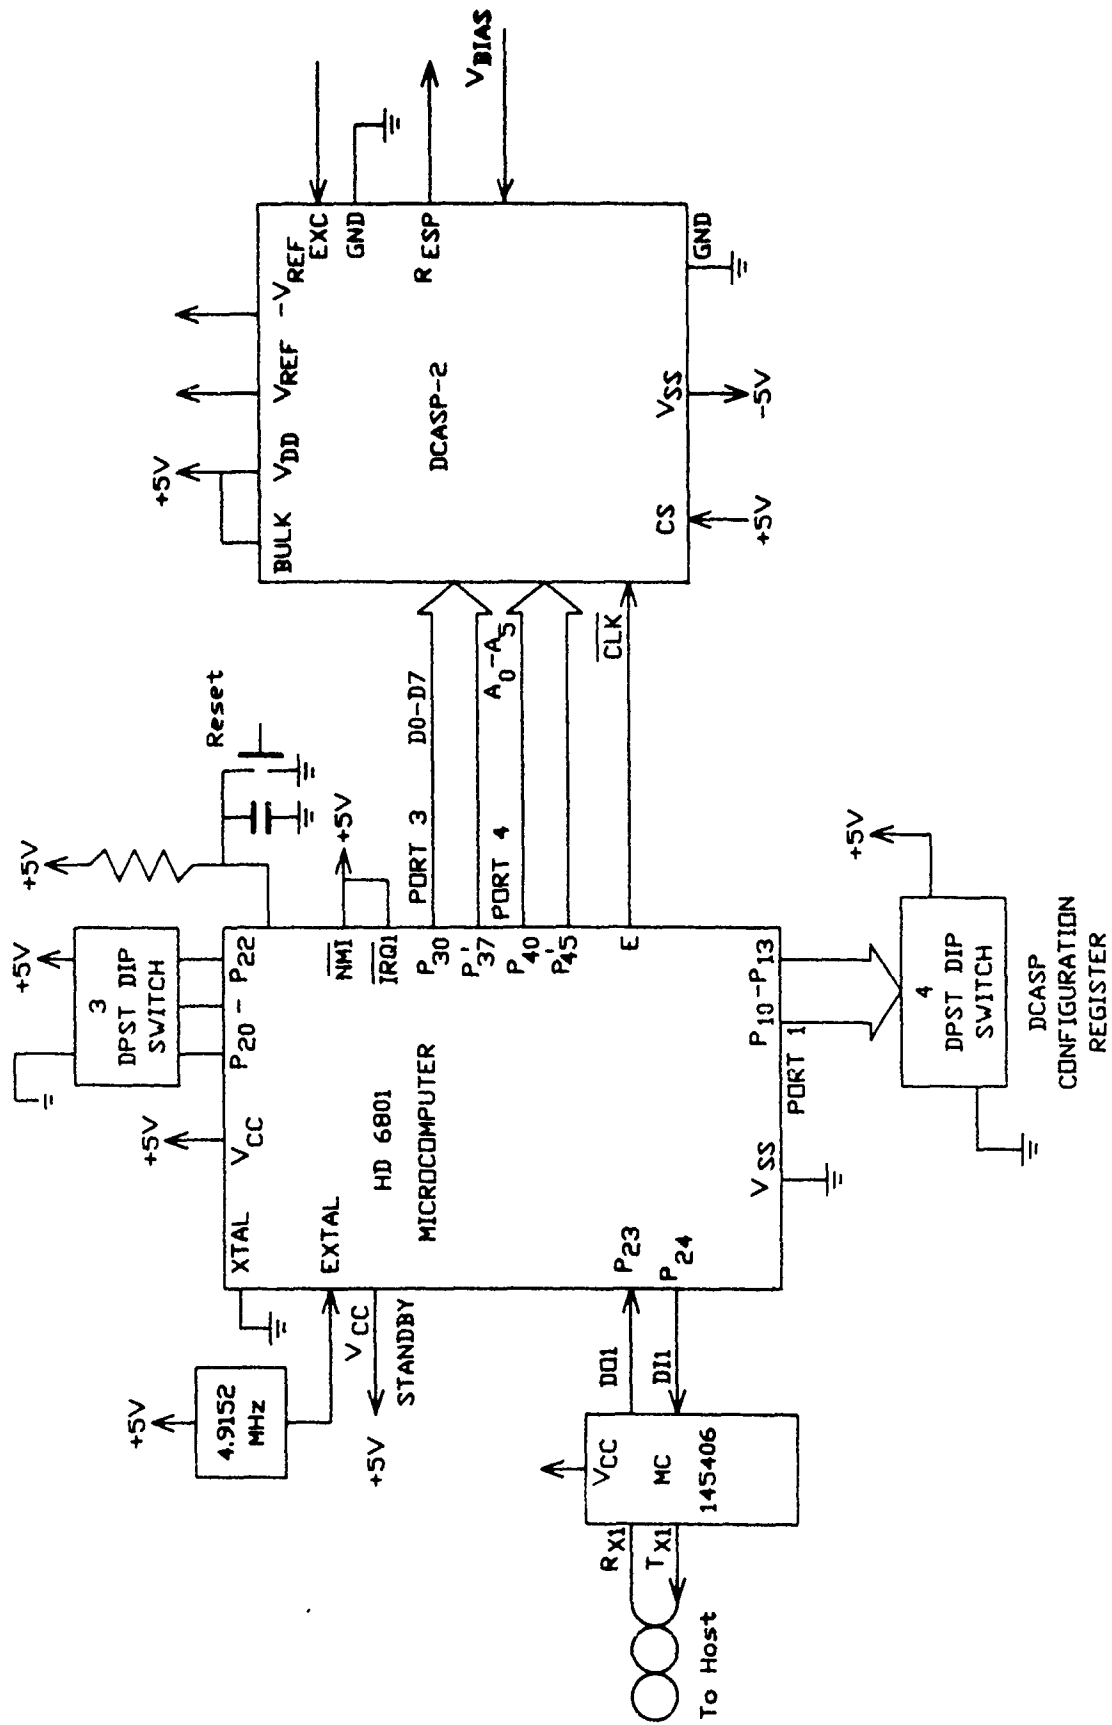 +5V
4.9152
MHz
+5V
3
DPST DIP
SWITCH
+5V
+5V
Reset
XTAL
V CC
P20 - P22
EXTAL
V CC
STANDBY
+5V
NMI
IRQ1
+5V
HD 6801
MICROCOMPUTER
P30
P'37
P40
P'45
E
PORT 3
D0-D7
PORT 4
A0-A5
CLK
+5V
BULK
VDD
VREF
-VREF
EXC
GND
RESP
VBIAS
DCASP-2
CS
VSS
GND
+5V
-5V
To Host
RX1
TX1
VCC
MC
145406
DO1
DI1
P23
P24
VSS
PORT 1
P10-P13
+5V
4
DPST DIP
SWITCH
DCASP
CONFIGURATION
REGISTER